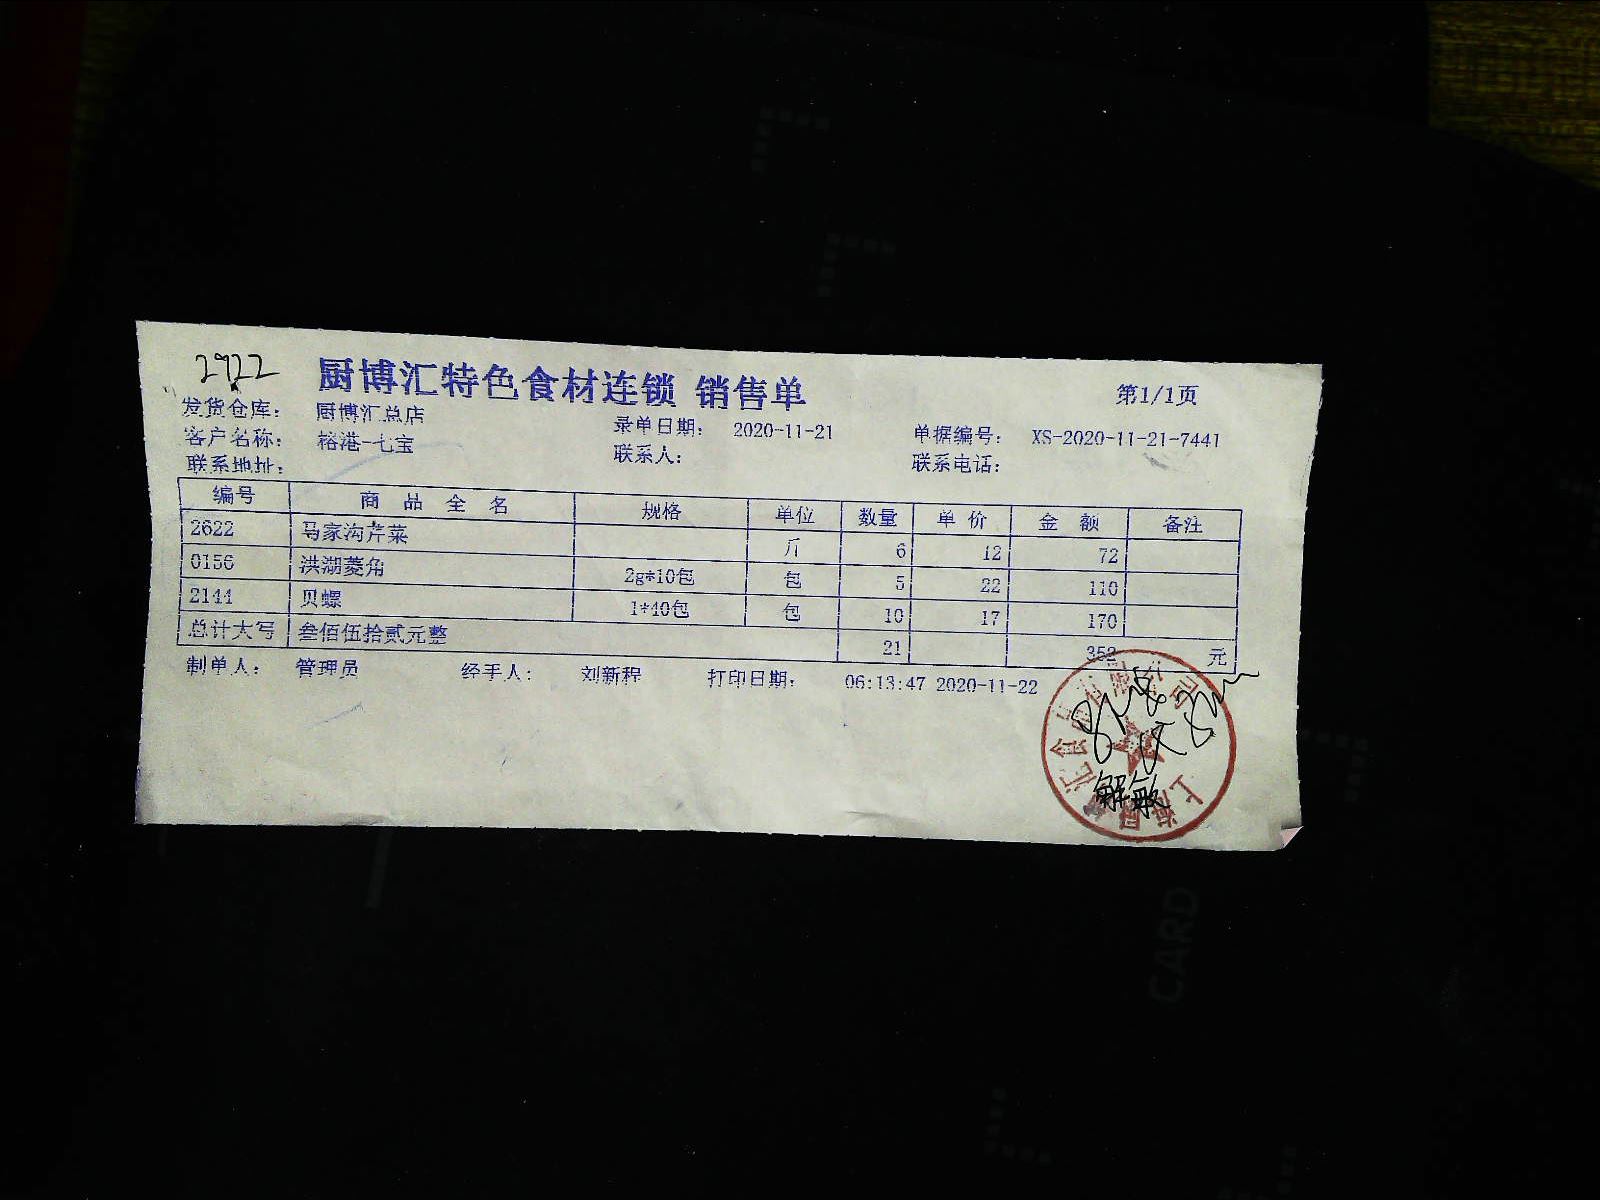 2922
厨博汇特色食材连锁 销售单
第1/1页
发货仓库： 厨博汇总店 录单日期： 2020-11-21 单据编号： XS-2020-11-21-7441
客户名称： 榕港-七宝 联系人： 联系电话：
联系地址：
编号 商 品 全 名 规格 单位 数量 单 价 金 额 备注
2622 马家沟芹菜 斤 6 12 72
0156 洪湖菱角 2g*10包 包 5 22 110
2144 贝螺 1*40包 包 10 17 170
总计大写 叁佰伍拾贰元整 21 352 元
制单人： 管理员 经手人： 刘新程 打印日期： 06:13:47 2020-11-22
解敏